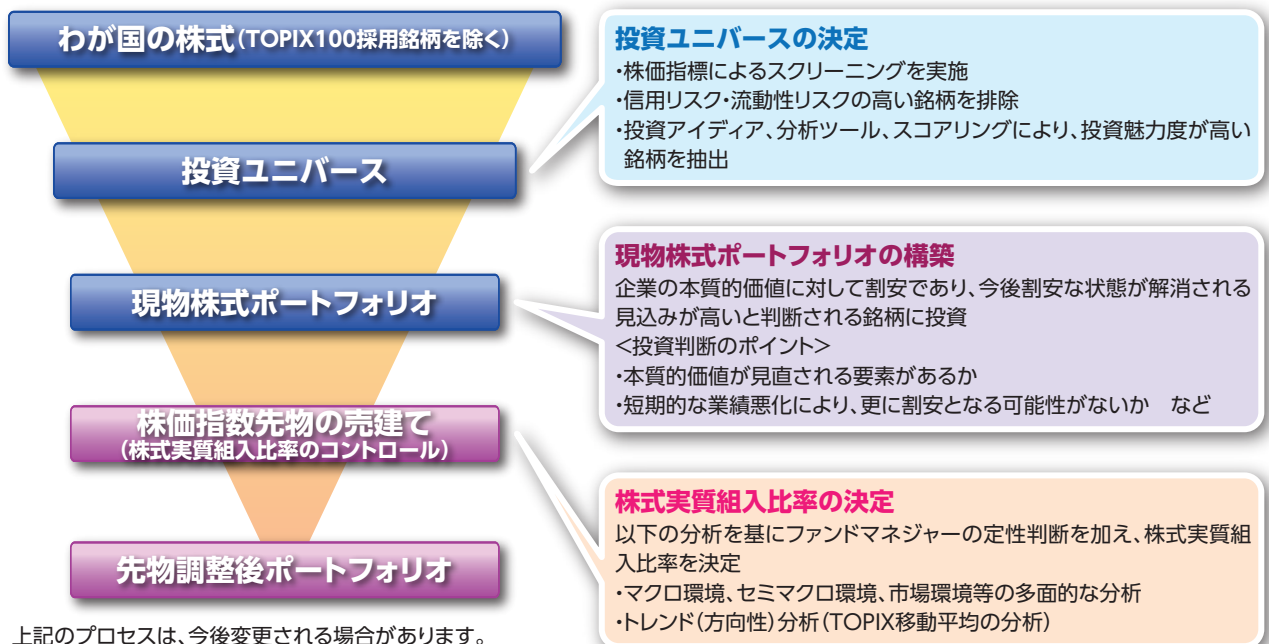 わが国の株式(TOPIX100採用銘柄を除く)
投資ユニバースの決定
・株価指標によるスクリーニングを実施
・信用リスク・流動性リスクの高い銘柄を排除
・投資アイディア、分析ツール、スコアリングにより、投資魅力度が高い
銘柄を抽出
投資ユニバース
現物株式ポートフォリオの構築
企業の本質的価値に対して割安であり、今後割安な状態が解消される
見込みが高いと判断される銘柄に投資
<投資判断のポイント>
・本質的価値が見直される要素があるか
・短期的な業績悪化により、更に割安となる可能性がないか　など
現物株式ポートフォリオ
株価指数先物の売建て
(株式実質組入比率のコントロール)
株式実質組入比率の決定
以下の分析を基にファンドマネジャーの定性判断を加え、株式実質組
入比率を決定
・マクロ環境、セミマクロ環境、市場環境等の多面的な分析
・トレンド(方向性)分析(TOPIX移動平均の分析)
先物調整後ポートフォリオ
上記のプロセスは、今後変更される場合があります。